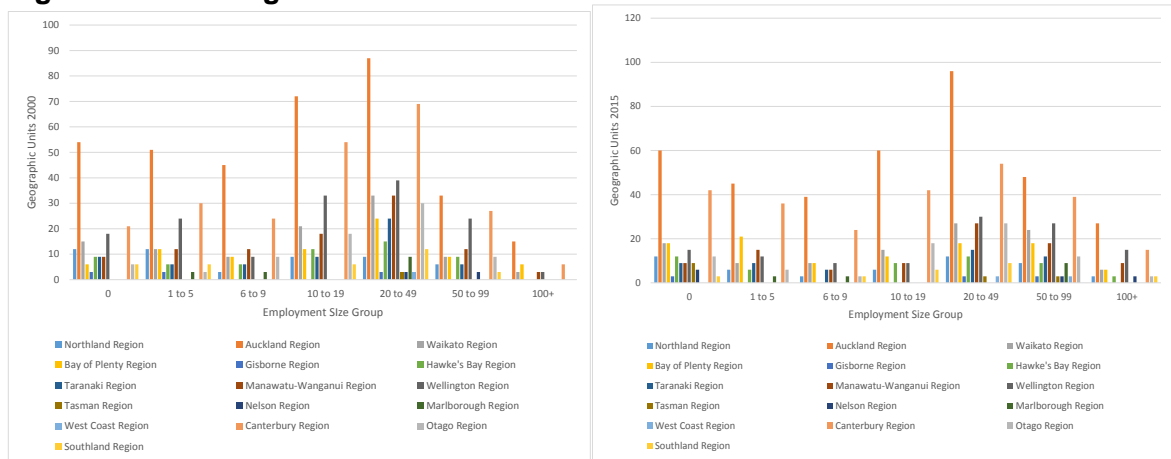 Geographic Units 2000
100
90
80
70
60
50
40
30
20
10
0
0 1 to 5 6 to 9 10 to 19 20 to 49 50 to 99 100+
Employment SIze Group
Northland Region Auckland Region Waikato Region
Bay of Plenty Region Gisborne Region Hawke's Bay Region
Taranaki Region Manawatu-Wanganui Region Wellington Region
Tasman Region Nelson Region Marlborough Region
West Coast Region Canterbury Region Otago Region
Southland Region
Geographic Units 2015
120
100
80
60
40
20
0
0 1 to 5 6 to 9 10 to 19 20 to 49 50 to 99 100+
Employment SIze Group
Northland Region Auckland Region Waikato Region
Bay of Plenty Region Gisborne Region Hawke's Bay Region
Taranaki Region Manawatu-Wanganui Region Wellington Region
Tasman Region Nelson Region Marlborough Region
West Coast Region Canterbury Region Otago Region
Southland Region